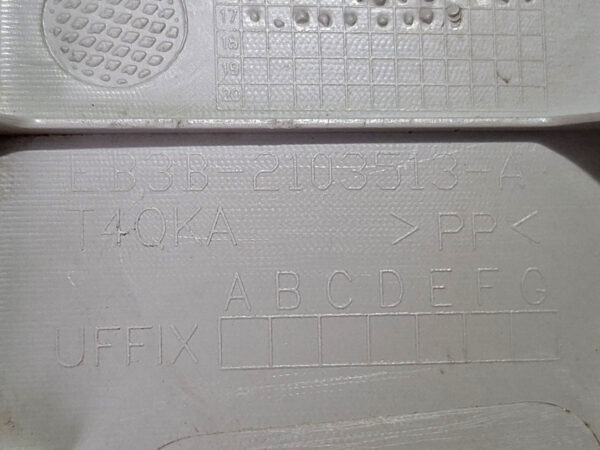 17
18
19
20
EB3B-2103513-A
T4QKA >PP<
A B C D E F G
UFFIX